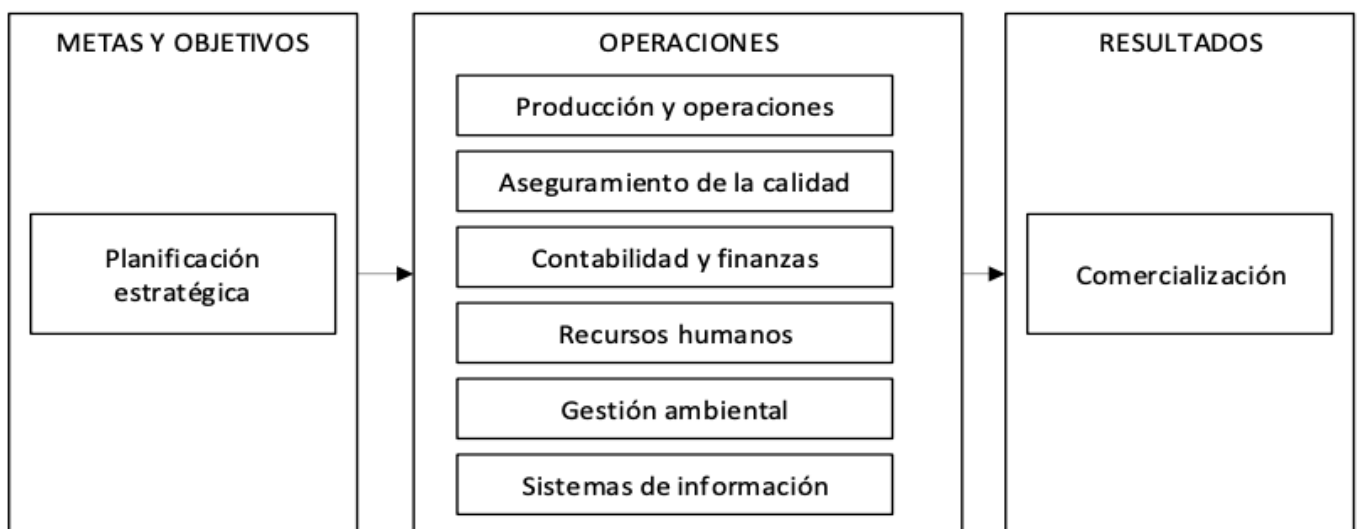 METAS Y OBJETIVOS
Planificación
estratégica
OPERACIONES
Producción y operaciones
Aseguramiento de la calidad
Contabilidad y finanzas
Recursos humanos
Gestión ambiental
Sistemas de información
RESULTADOS
Comercialización